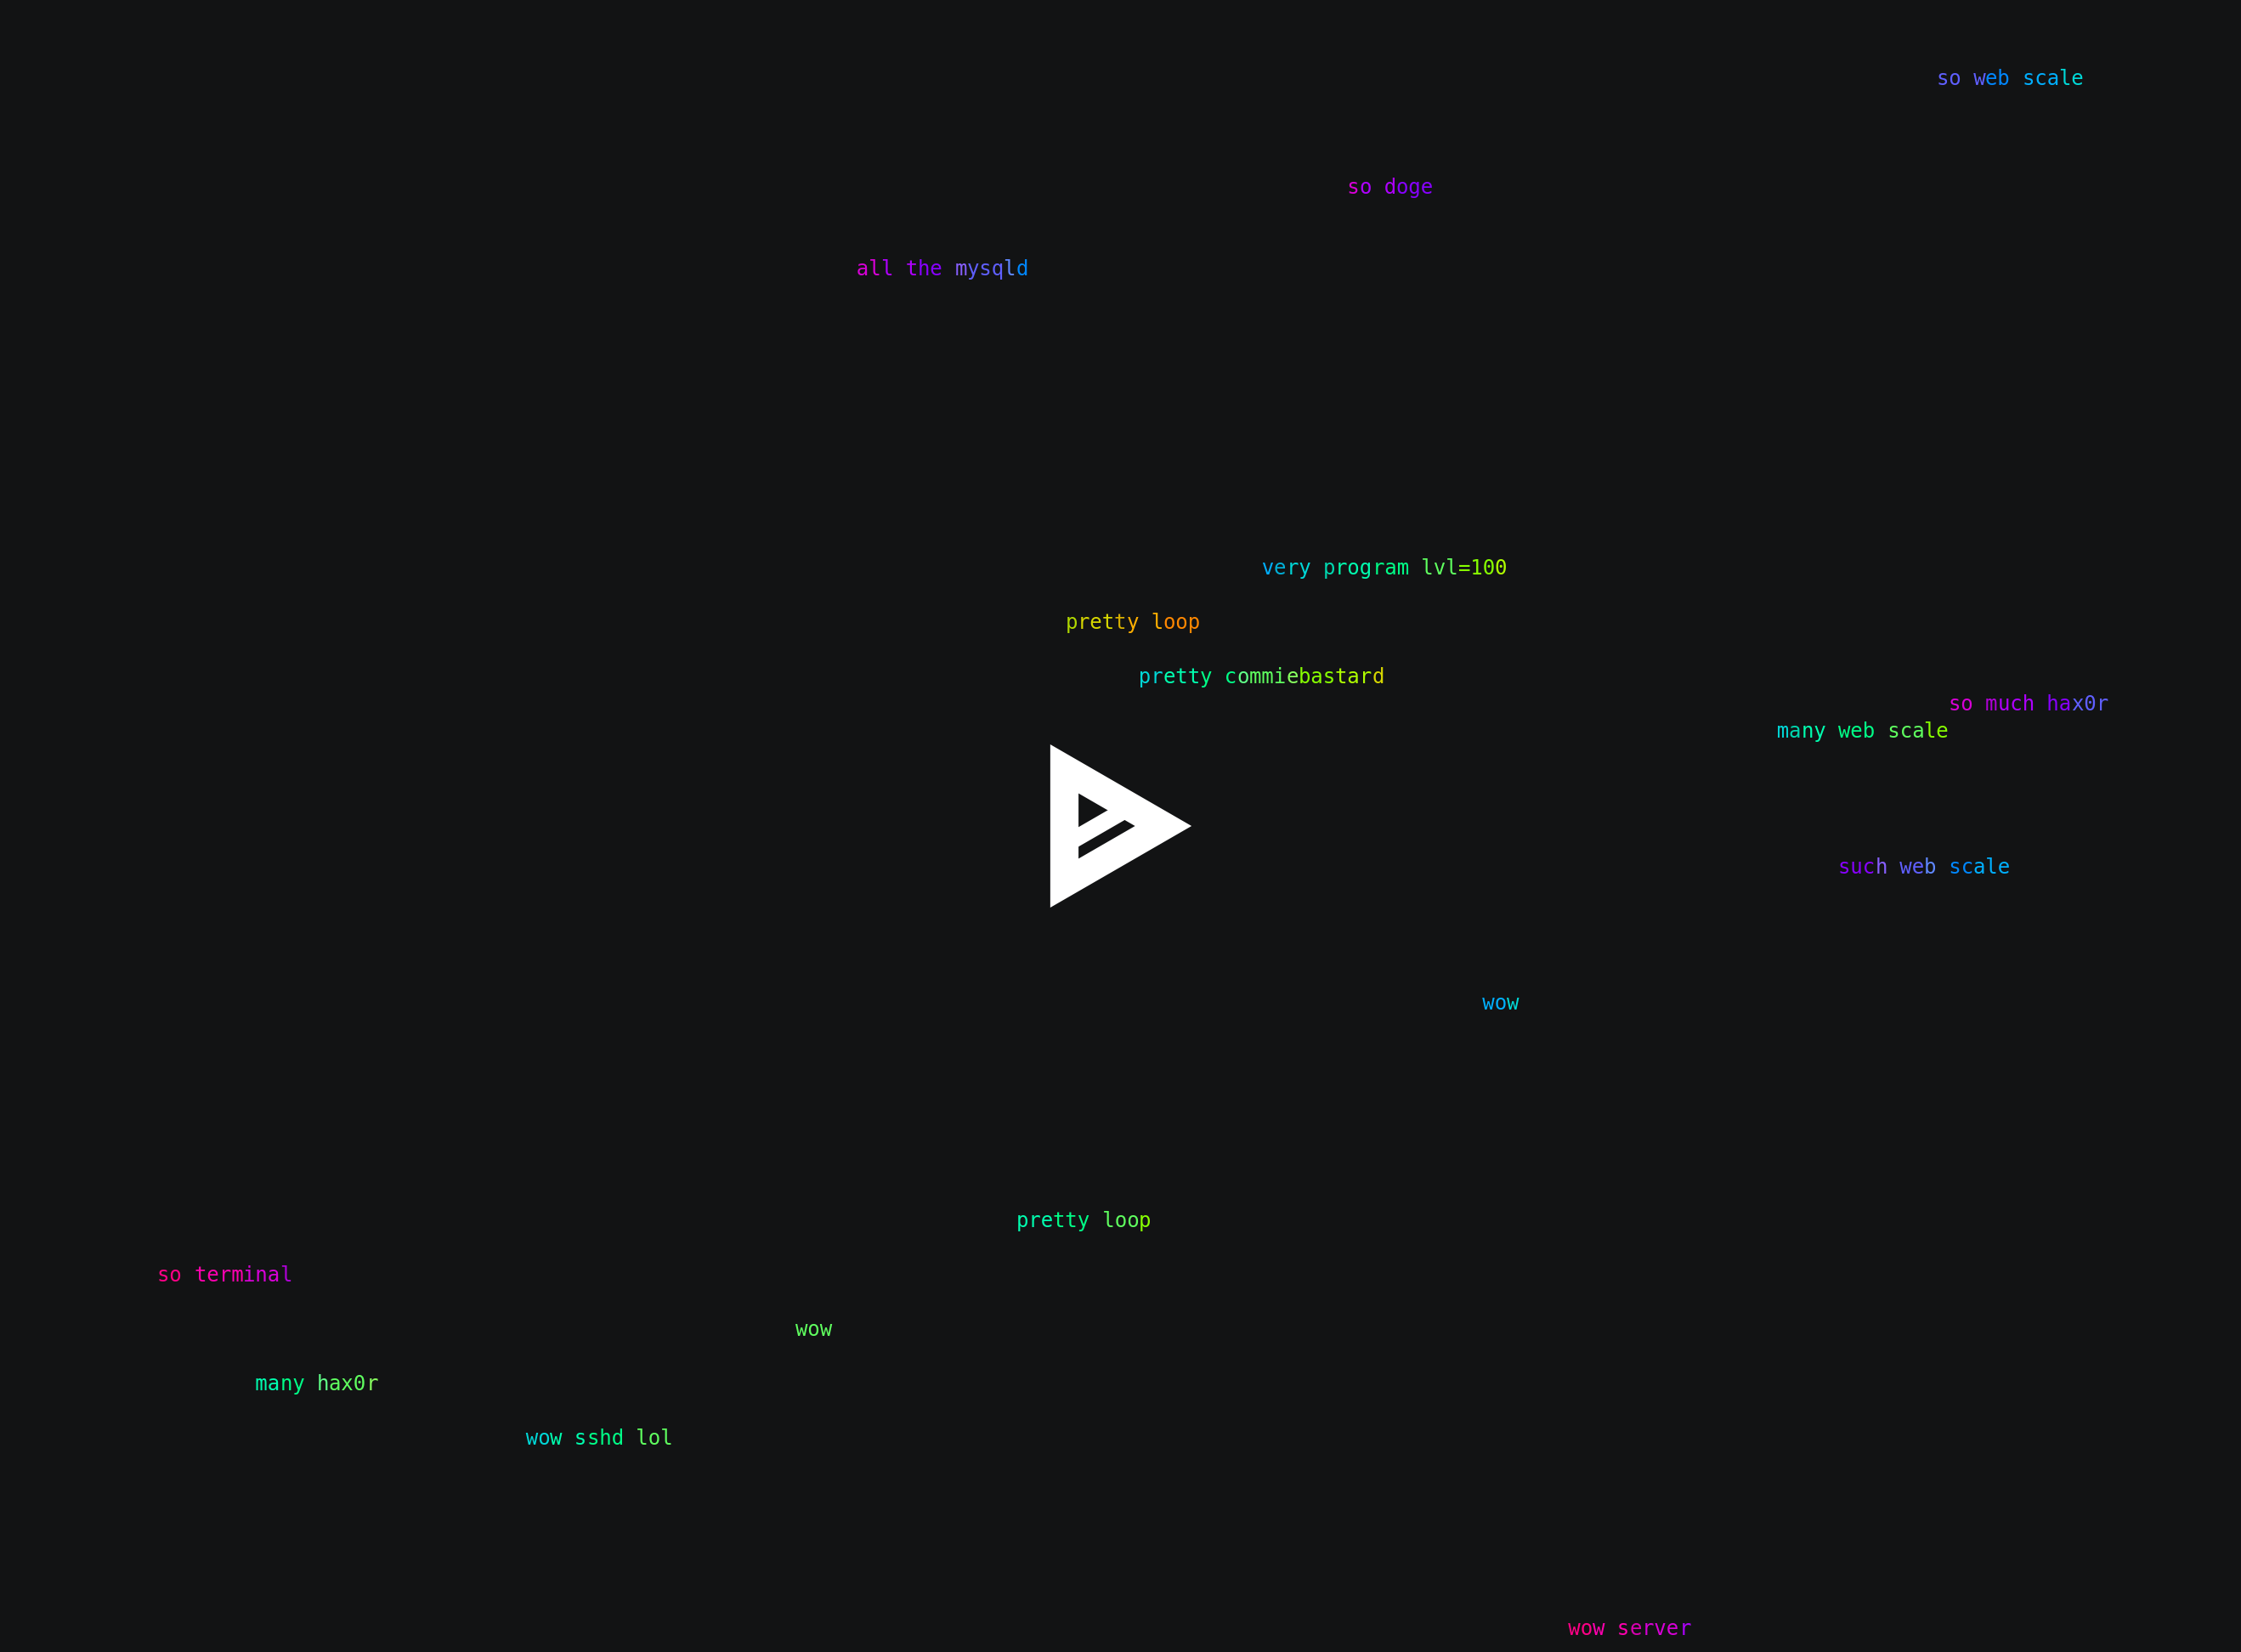 so web scale
so doge
all the mysqld
very program lvl=100
pretty loop
pretty commiebastard
so much hax0r
many web scale
such web scale
wow
pretty loop
so terminal
wow
many hax0r
wow sshd lol
wow server